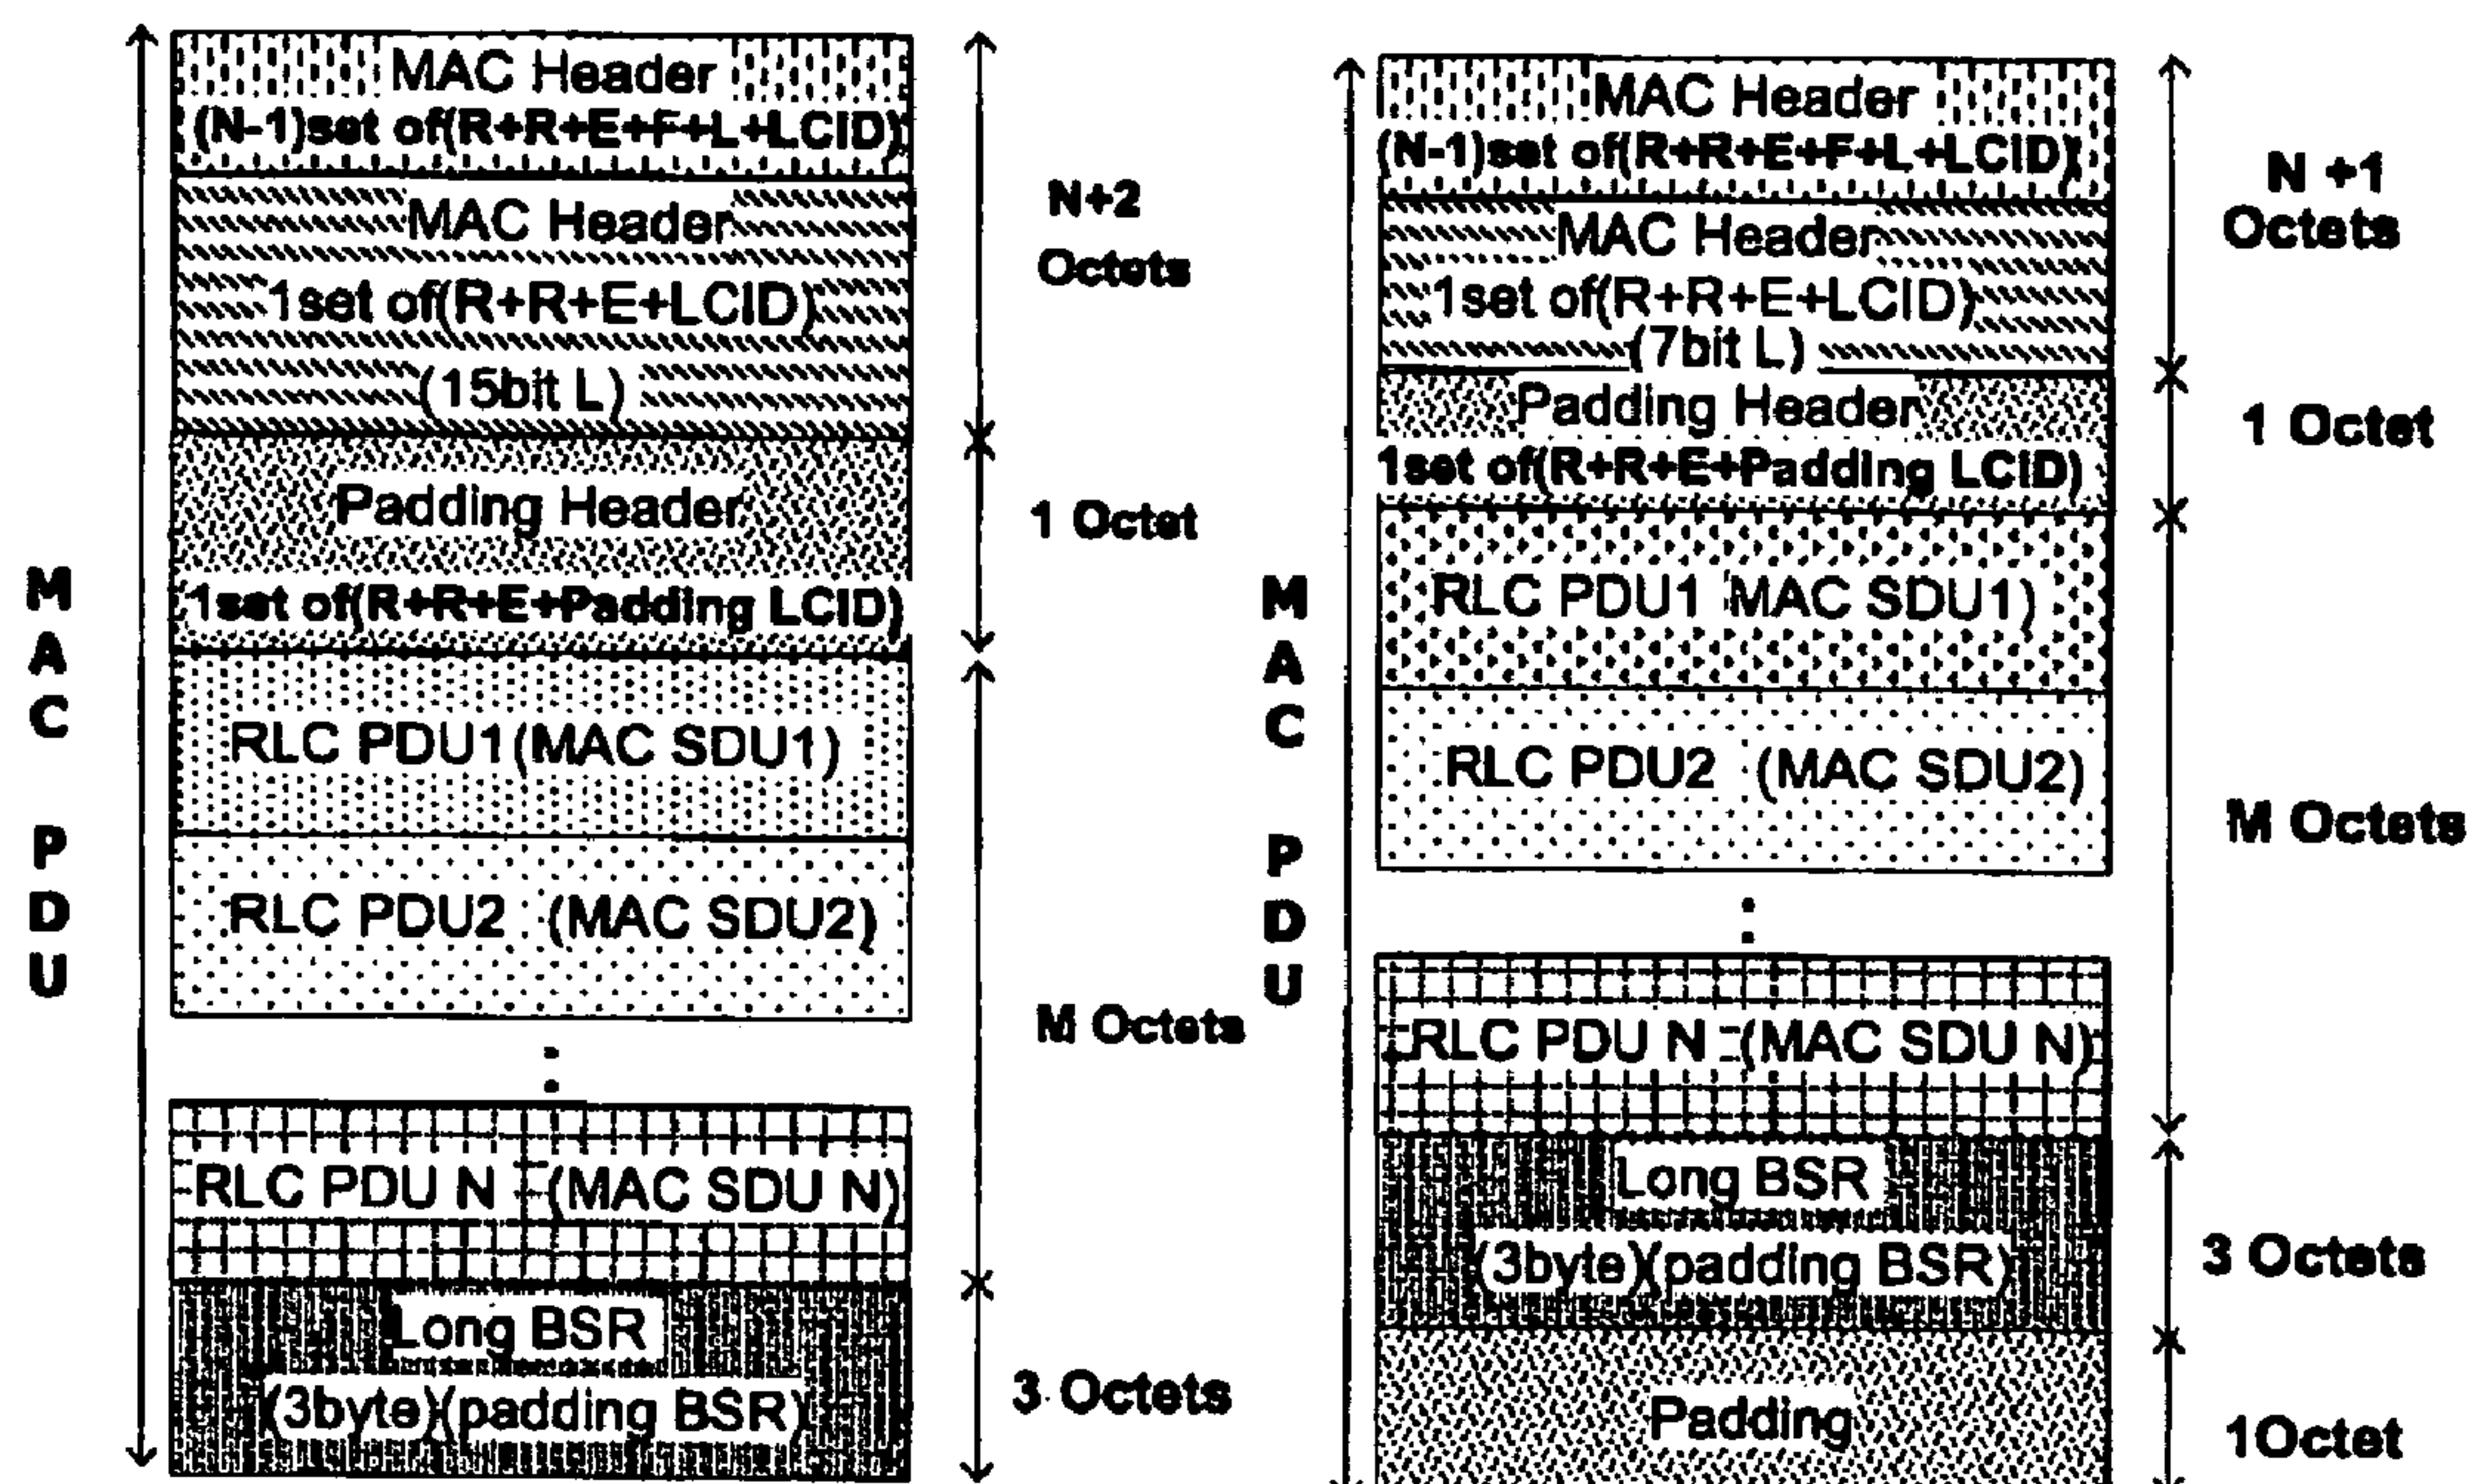 MAC Header
(N-1)set of(R+R+E+F+L+LCID)
MAC Header
1set of(R+R+E+LCID)
(15bit L)
Padding Header
1set of(R+R+E+Padding LCID)
RLC PDU1(MAC SDU1)
RLC PDU2 (MAC SDU2)
:
RLC PDU N (MAC SDU N)
Long BSR
(3byte)(padding BSR)
MAC PDU
N+2
Octets
1 Octet
M Octets
3 Octets
MAC Header
(N-1)set of(R+R+E+F+L+LCID)
MAC Header
1set of(R+R+E+LCID)
(7bit L)
Padding Header
1set of(R+R+E+Padding LCID)
RLC PDU1 MAC SDU1)
RLC PDU2 (MAC SDU2)
:
RLC PDU N (MAC SDU N)
Long BSR
(3byte)(padding BSR)
Padding
MAC PDU
N +1
Octets
1 Octet
M Octets
3 Octets
1Octet